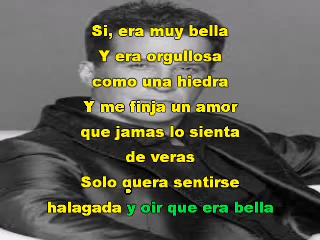 Si, era muy bella
Y era orgullosa
como una hiedra
Y me finja un amor
que jamas lo sienta
de veras
Solo quera sentirse
halagada y oir que era bella